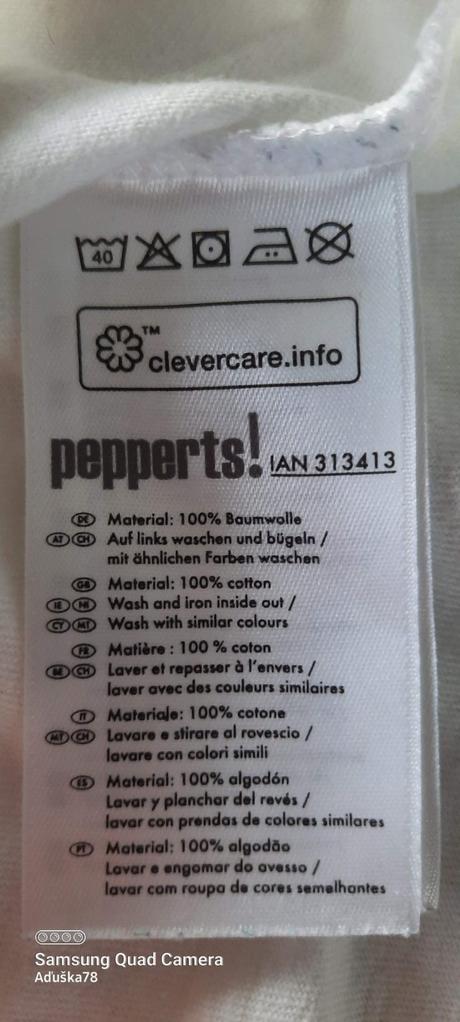 40
™
clevercare.info
pepperts! IAN 313413
DE Material: 100% Baumwolle
AT CH Auf links waschen und bügeln /
mit ähnlichen Farben waschen
GB Material: 100% cotton
IE NI Wash and iron inside out /
CY MT Wash with similar colours
FR Matière : 100 % coton
BE CH Laver et repasser à l'envers /
laver avec des couleurs similaires
IT Materiale: 100% cotone
MT CH Lavare e stirare al rovescio /
lavare con colori simili
ES Material: 100% algodón
Lavar y planchar del revés /
lavar con prendas de colores similares
PT Material: 100% algodão
Lavar e engomar do avesso /
lavar com roupa de cores semelhantes
Samsung Quad Camera
Aďuška78